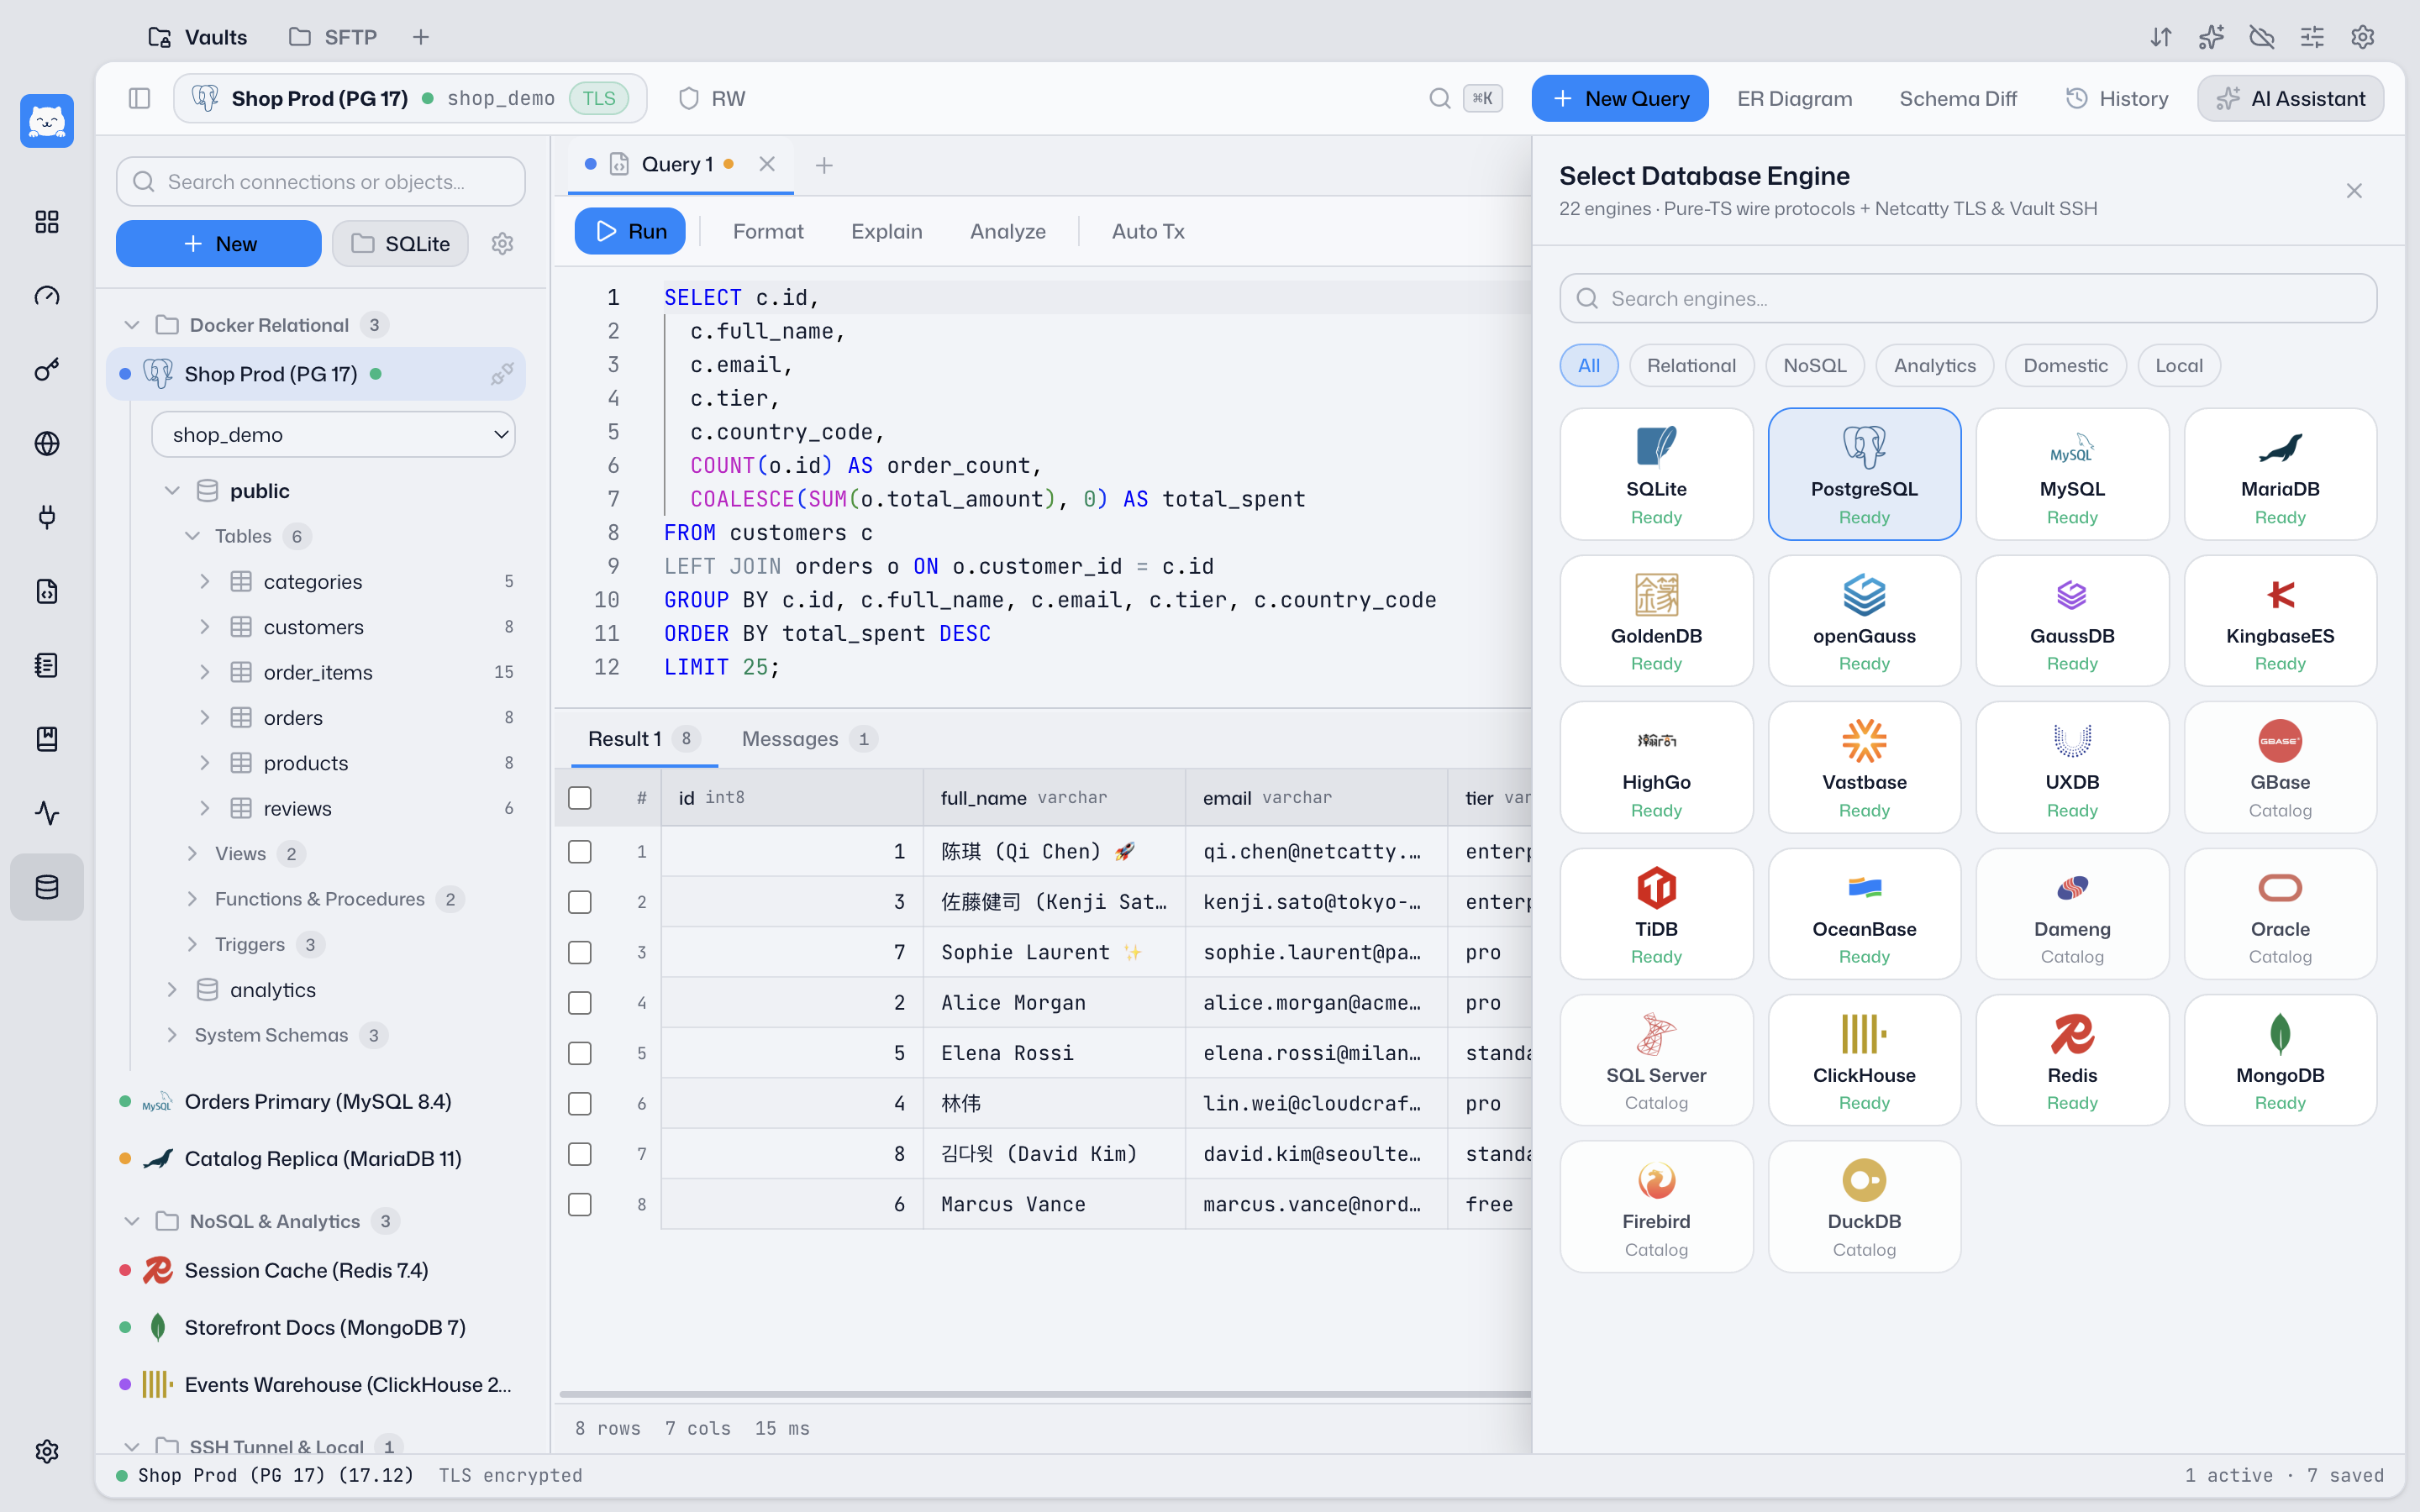 Vaults
SFTP
Shop Prod (PG 17)
shop_demo
TLS
RW
⌘K
New Query
ER Diagram
Schema Diff
History
AI Assistant
Search connections or objects...
New
SQLite
Docker Relational 3
Shop Prod (PG 17)
shop_demo
public
Tables 6
categories 5
customers 8
order_items 15
orders 8
products 8
reviews 6
Views 2
Functions & Procedures 2
Triggers 3
analytics
System Schemas 3
MySQL Orders Primary (MySQL 8.4)
Catalog Replica (MariaDB 11)
NoSQL & Analytics 3
Session Cache (Redis 7.4)
Storefront Docs (MongoDB 7)
Events Warehouse (ClickHouse 2...
SSH Tunnel & Local 1
Query 1
Run
Format
Explain
Analyze
Auto Tx
1 SELECT c.id,
2 c.full_name,
3 c.email,
4 c.tier,
5 c.country_code,
6 COUNT(o.id) AS order_count,
7 COALESCE(SUM(o.total_amount), 0) AS total_spent
8 FROM customers c
9 LEFT JOIN orders o ON o.customer_id = c.id
10 GROUP BY c.id, c.full_name, c.email, c.tier, c.country_code
11 ORDER BY total_spent DESC
12 LIMIT 25;
Result 1 8
Messages 1
# id int8 full_name varchar email varchar tier var
1 1 陈琪 (Qi Chen) 🚀 qi.chen@netcatty.… enterp
2 3 佐藤健司 (Kenji Sat… kenji.sato@tokyo-… enterp
3 7 Sophie Laurent ✨ sophie.laurent@pa… pro
4 2 Alice Morgan alice.morgan@acme… pro
5 5 Elena Rossi elena.rossi@milan… standa
6 4 林伟 lin.wei@cloudcraf… pro
7 8 김다윗 (David Kim) david.kim@seoulte… standa
8 6 Marcus Vance marcus.vance@nord… free
8 rows 7 cols 15 ms
Select Database Engine
22 engines · Pure-TS wire protocols + Netcatty TLS & Vault SSH
Search engines...
All
Relational
NoSQL
Analytics
Domestic
Local
SQLite
Ready
PostgreSQL
Ready
MySQL
MySQL
Ready
MariaDB
Ready
金篆
GoldenDB
Ready
openGauss
Ready
GaussDB
Ready
KingbaseES
Ready
瀚高
HighGo
Ready
Vastbase
Ready
UXDB
Ready
GBASE
GBase
Catalog
TiDB
Ready
OceanBase
Ready
Dameng
Catalog
Oracle
Catalog
SQL Server
Catalog
ClickHouse
Ready
Redis
Ready
MongoDB
Ready
Firebird
Catalog
DuckDB
Catalog
Shop Prod (PG 17) (17.12)
TLS encrypted
1 active · 7 saved